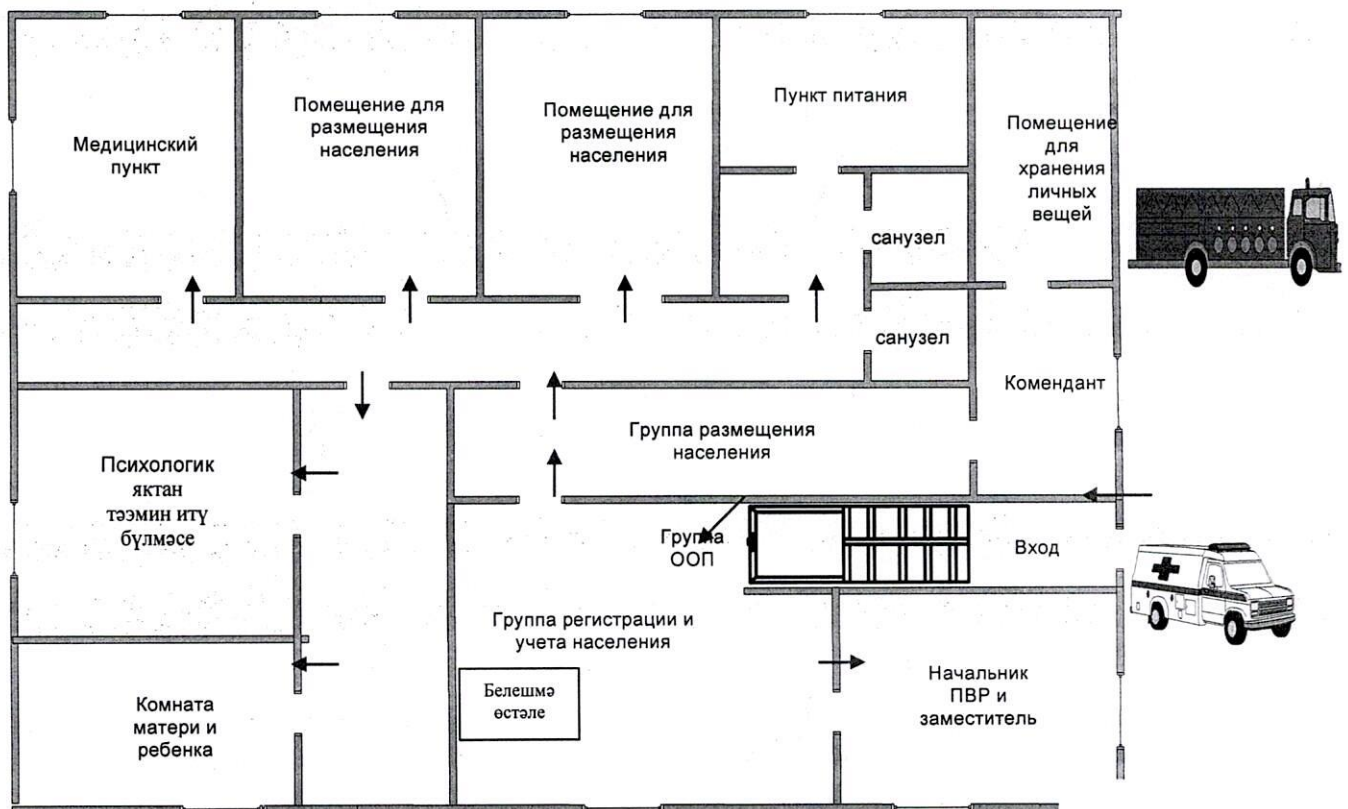 Медицинский
пункт
Помещение для
размещения
населения
Помещение для
размещения
населения
Пункт питания
Помещение
для
хранения
личных
вещей
санузел
санузел
Комендант
Группа размещения
населения
Психологик
яктан
тәэмин итү
бүлмәсе
Группа
ООП
Вход
Группа регистрации и
учета населения
Белешмә
өстәле
Начальник
ПВР и
заместитель
Комната
матери и
ребенка